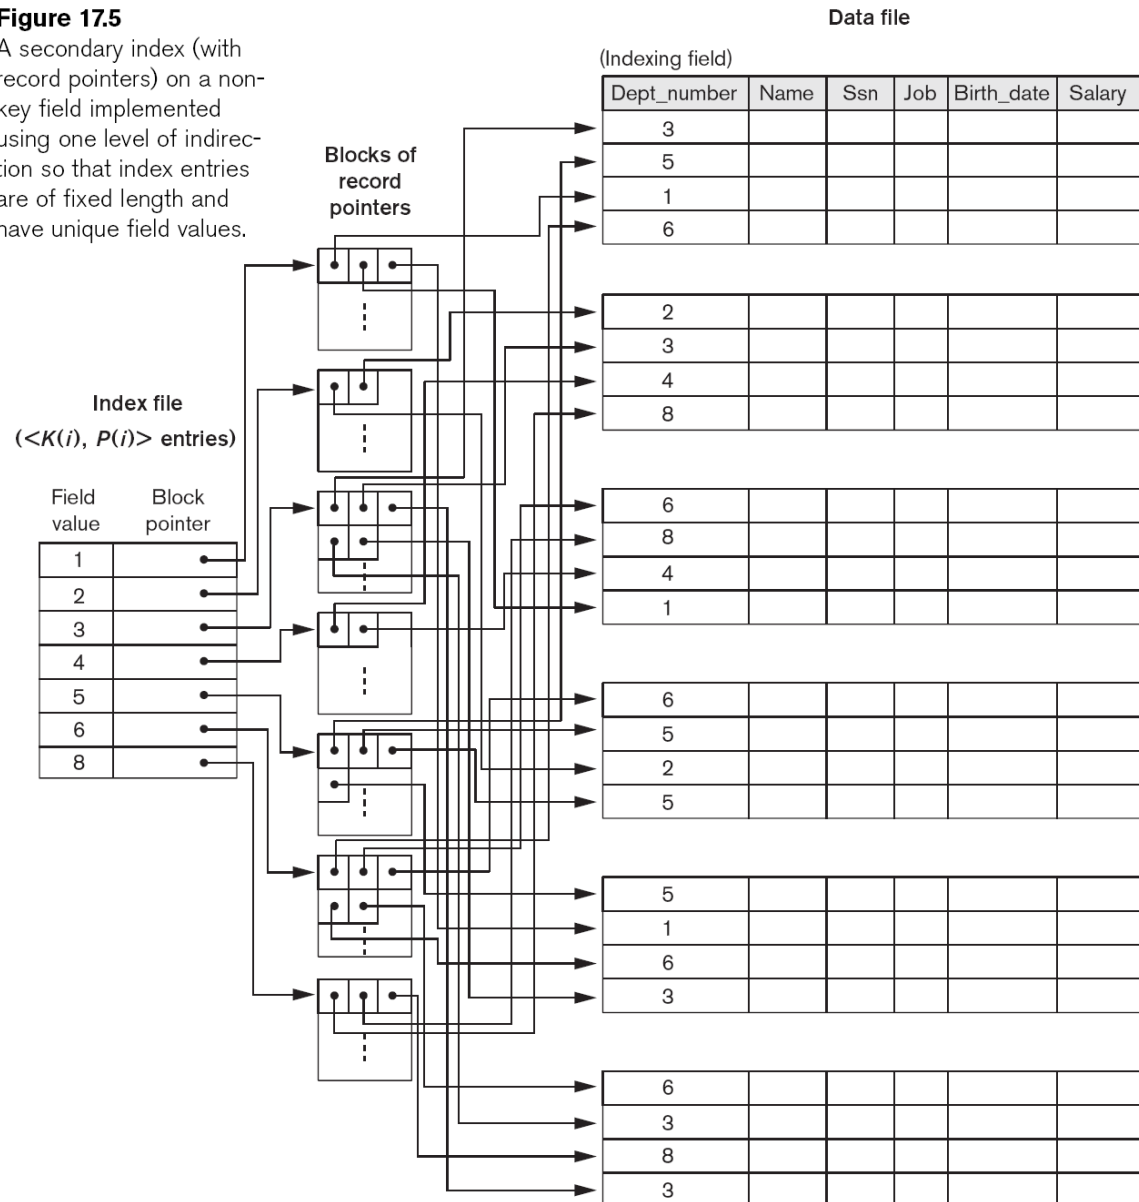 Figure 17.5
A secondary index (with
record pointers) on a non-
key field implemented
using one level of indirec-
tion so that index entries
are of fixed length and
have unique field values.
Index file
(<K(i), P(i)> entries)
Field value
Block pointer
1
2
3
4
5
6
8
Blocks of
record
pointers
Data file
(Indexing field)
Dept_number Name Ssn Job Birth_date Salary
3
5
1
6
2
3
4
8
6
8
4
1
6
5
2
5
5
1
6
3
6
3
8
3